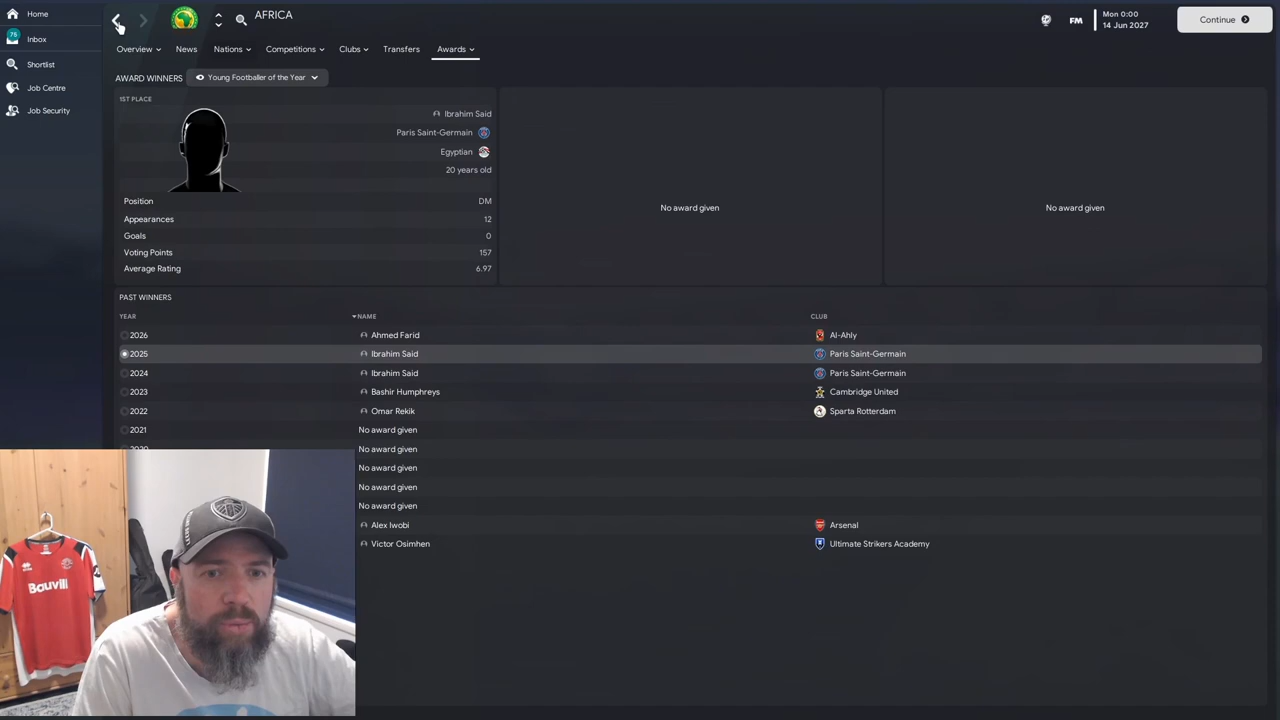 Home
75
Inbox
Shortlist
Job Centre
Job Security
AFRICA
FM
Mon 0:00
14 Jun 2027
Continue
Overview
News
Nations
Competitions
Clubs
Transfers
Awards
AWARD WINNERS
Young Footballer of the Year
1ST PLACE
Ibrahim Said
Paris Saint-Germain
Egyptian
20 years old
Position DM
Appearances 12
Goals 0
Voting Points 157
Average Rating 6.97
No award given
No award given
PAST WINNERS
YEAR NAME CLUB
2026 Ahmed Farid Al-Ahly
2025 Ibrahim Said Paris Saint-Germain
2024 Ibrahim Said Paris Saint-Germain
2023 Bashir Humphreys Cambridge United
2022 Omar Rekik Sparta Rotterdam
2021 No award given
2020 No award given
No award given
No award given
No award given
Alex Iwobi Arsenal
Victor Osimhen Ultimate Strikers Academy
Bouvill